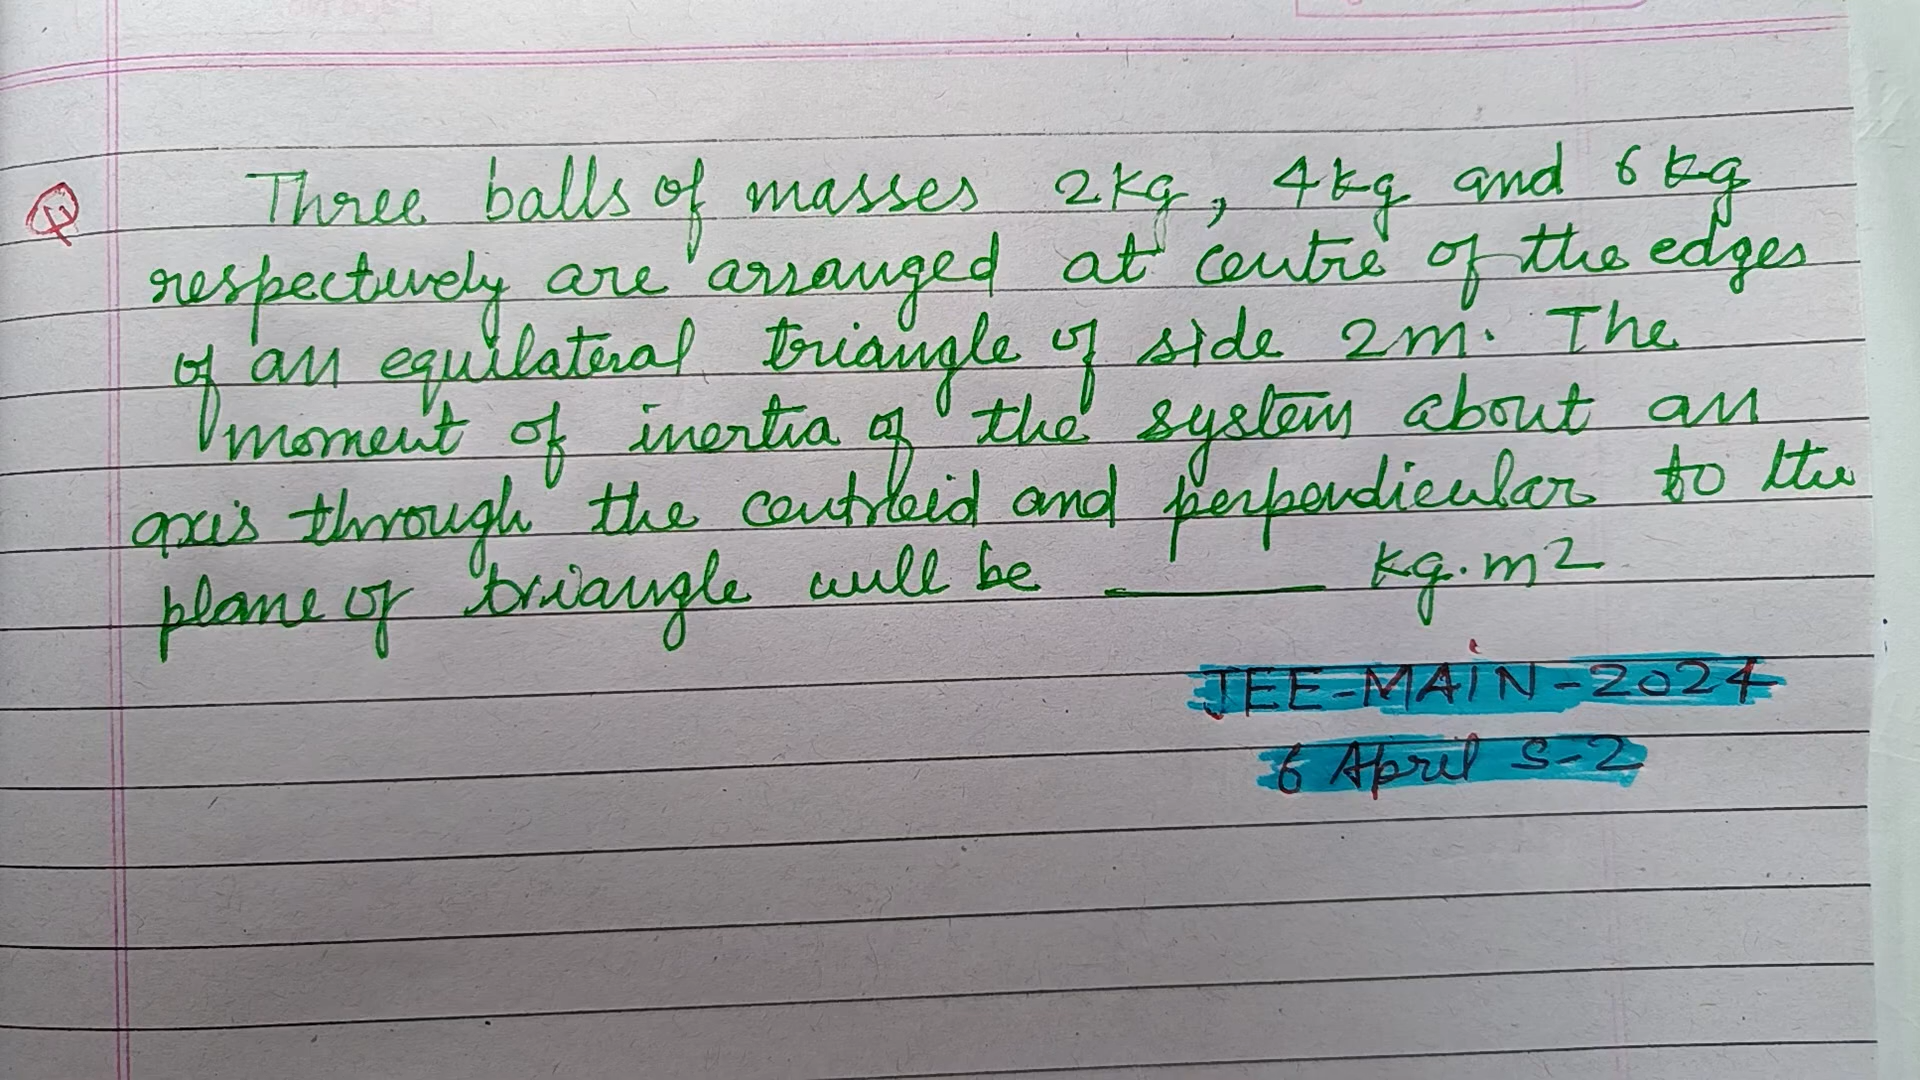 Q Three balls of masses 2kg, 4kg and 6kg
respectively are arranged at centre of the edges
of an equilateral triangle of side 2m. The
moment of inertia of the system about an
axis through the centroid and perpendicular to the
plane of triangle will be ______ kg.m2
JEE-MAIN-2024
6 April S-2